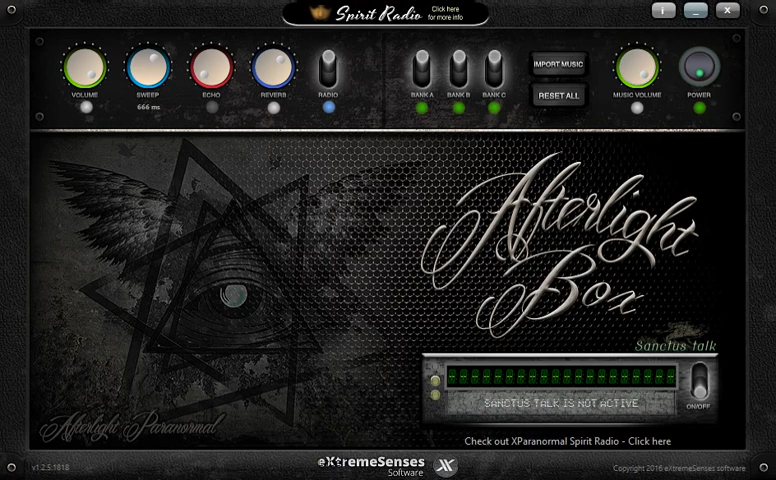 Spirit Radio
Click here
for more info
i
X
VOLUME
SWEEP
ECHO
REVERB
RADIO
BANK A
BANK B
BANK C
IMPORT MUSIC
RESET ALL
MUSIC VOLUME
POWER
666 ms
Afterlight
Box
Sanctus talk
SANCTUS TALK IS NOT ACTIVE
ON/OFF
Afterlight Paranormal
Check out XParanormal Spirit Radio - Click here
v1.2.5.1818
eXtremeSenses
Software
X
Copyright 2016 eXtremeSenses software